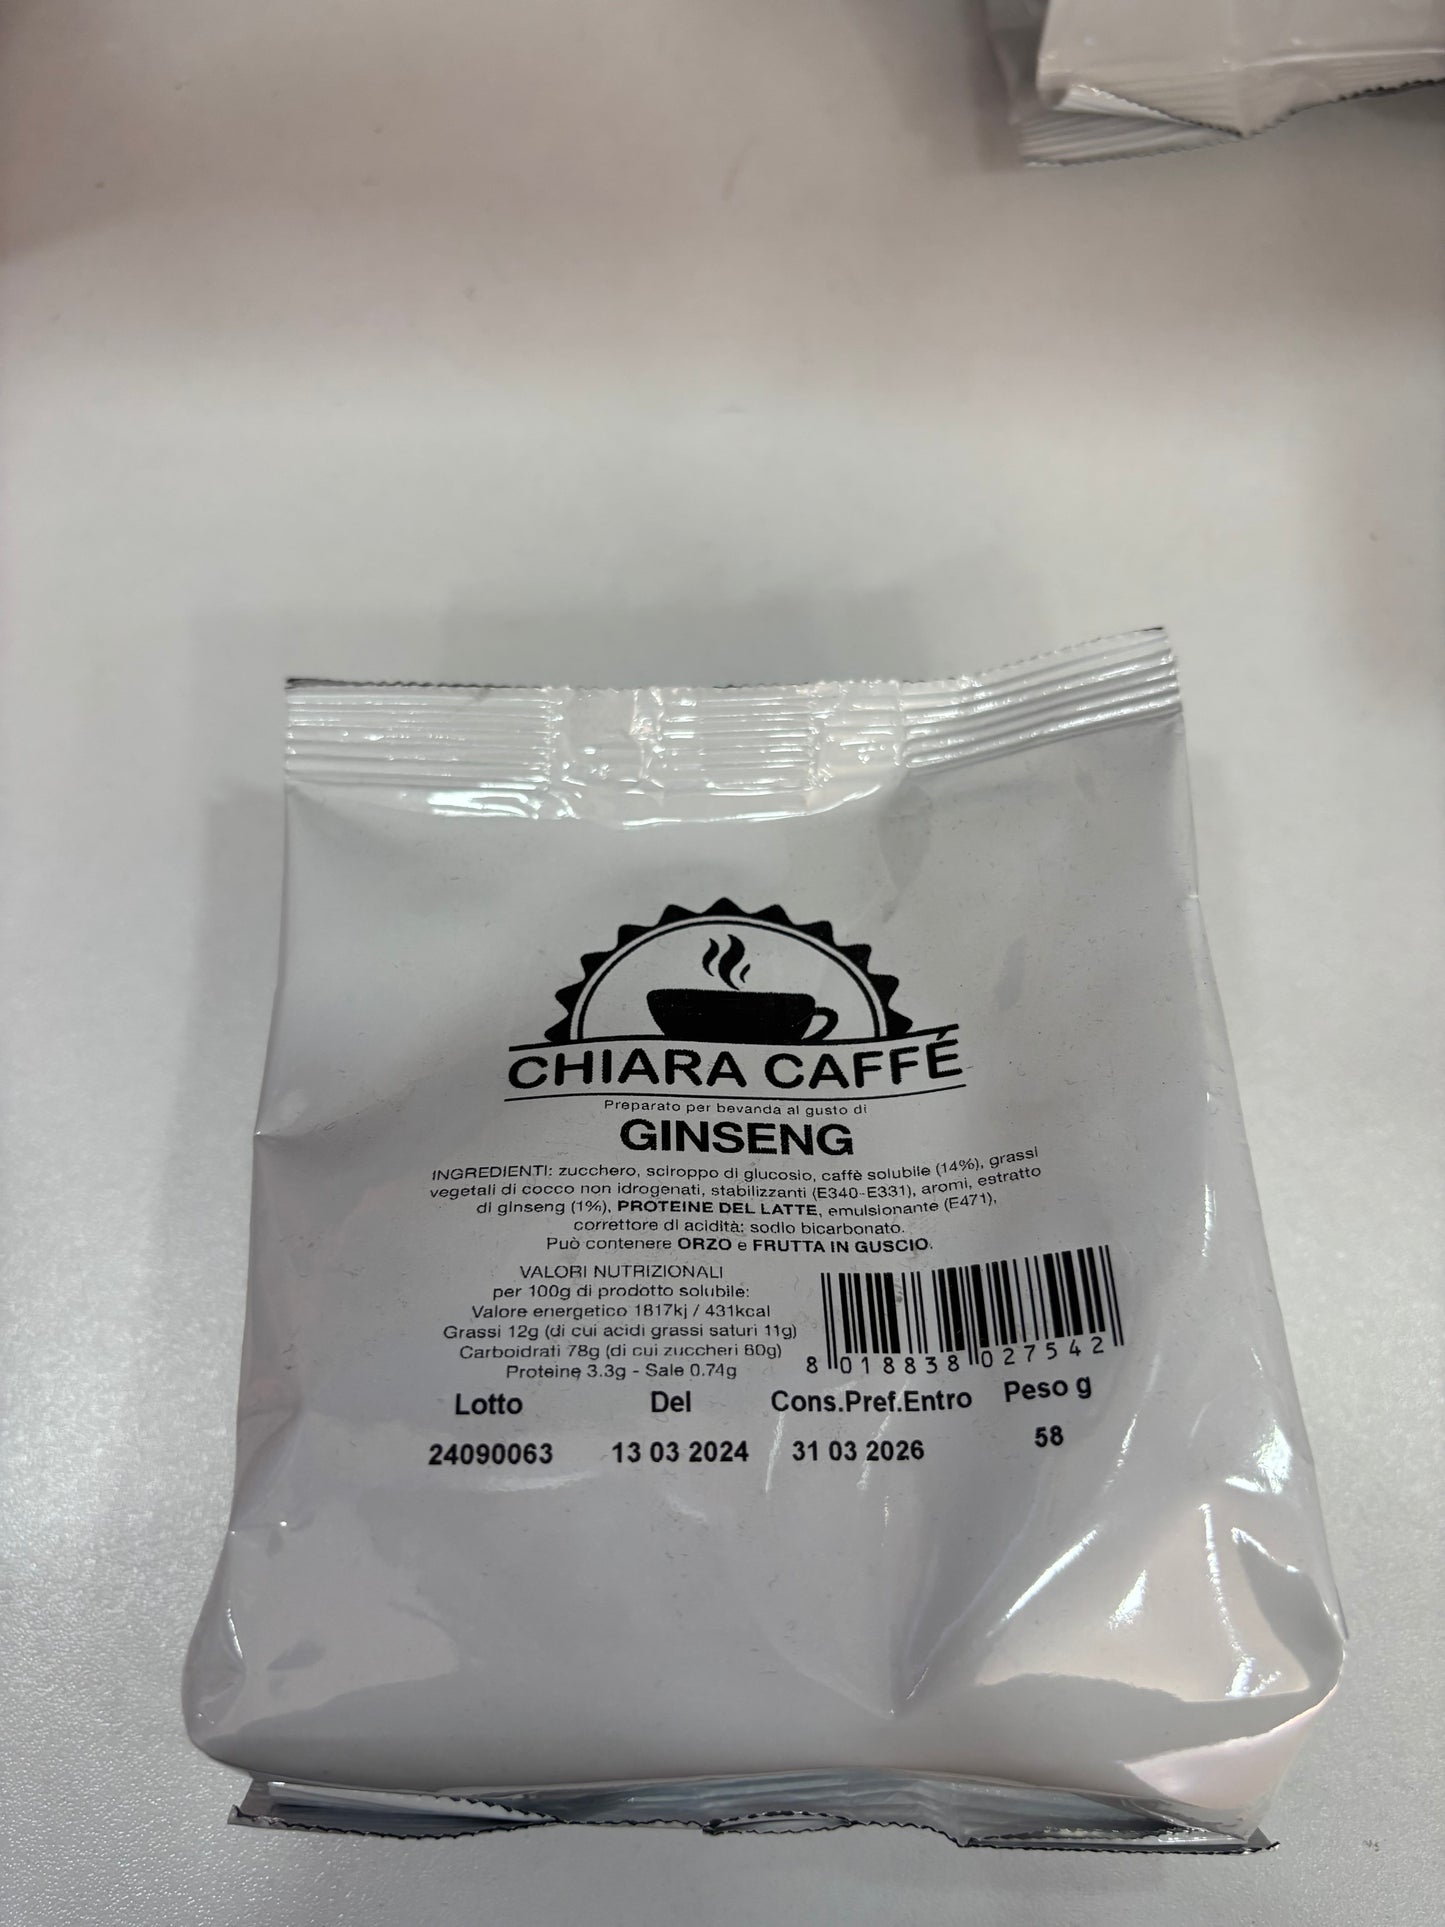 CHIARA CAFFÉ
Preparato per bevanda al gusto di
GINSENG
INGREDIENTI: zucchero, sciroppo di glucosio, caffè solubile (14%), grassi
vegetali di cocco non idrogenati, stabilizzanti (E340-E331), aromi, estratto
di ginseng (1%), PROTEINE DEL LATTE, emulsionante (E471),
correttore di acidità: sodio bicarbonato.
Può contenere ORZO e FRUTTA IN GUSCIO.
VALORI NUTRIZIONALI
per 100g di prodotto solubile:
Valore energetico 1817kj / 431kcal
Grassi 12g (di cui acidi grassi saturi 11g)
Carboidrati 78g (di cui zuccheri 60g)
Proteine 3.3g - Sale 0.74g
8 018838 027542
Lotto Del Cons.Pref.Entro Peso g
24090063 13 03 2024 31 03 2026 58